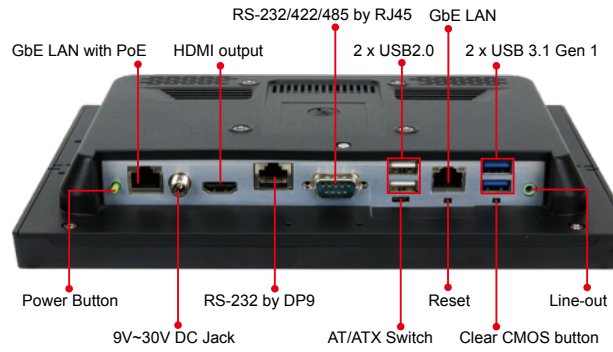 RS-232/422/485 by RJ45
GbE LAN
GbE LAN with PoE
HDMI output
2 x USB2.0
2 x USB 3.1 Gen 1
Power Button
RS-232 by DP9
Reset
Line-out
9V~30V DC Jack
AT/ATX Switch
Clear CMOS button